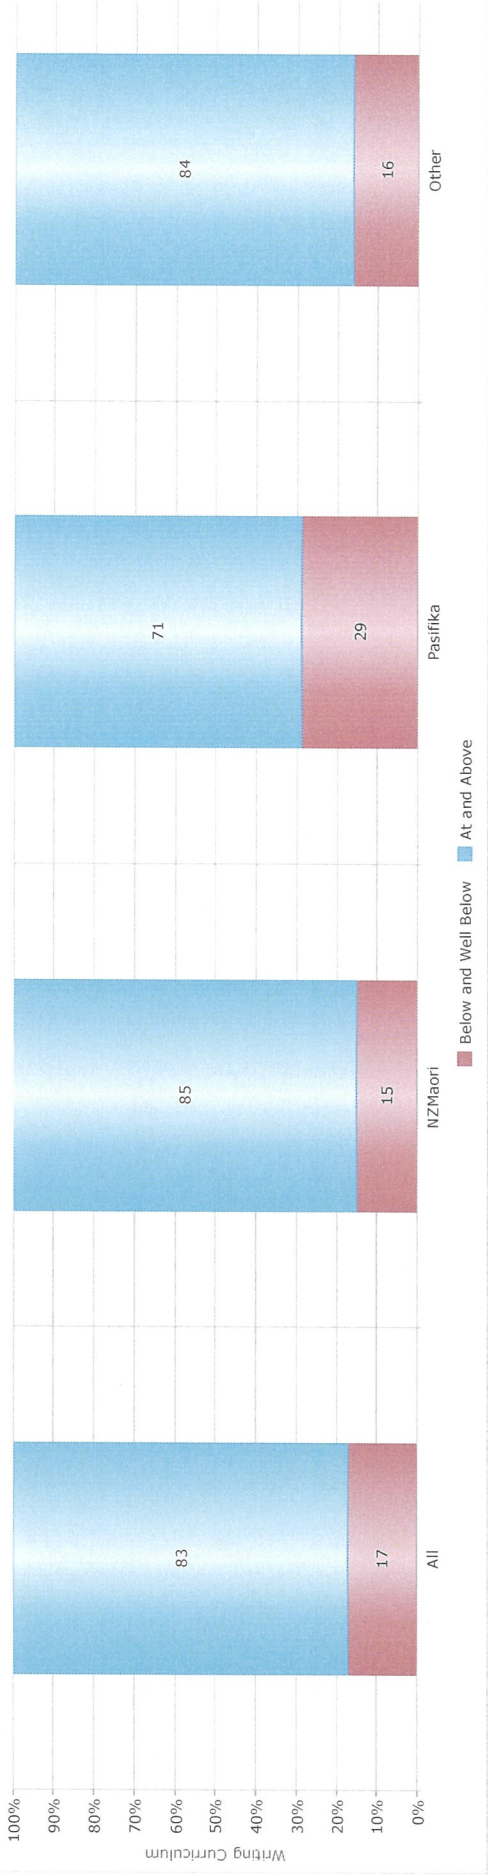 Writing Curriculum
100%
90%
80%
70%
60%
50%
40%
30%
20%
10%
0%
83
17
85
15
71
29
84
16
All
NZMaori
Pasifika
Other
Below and Well Below
At and Above